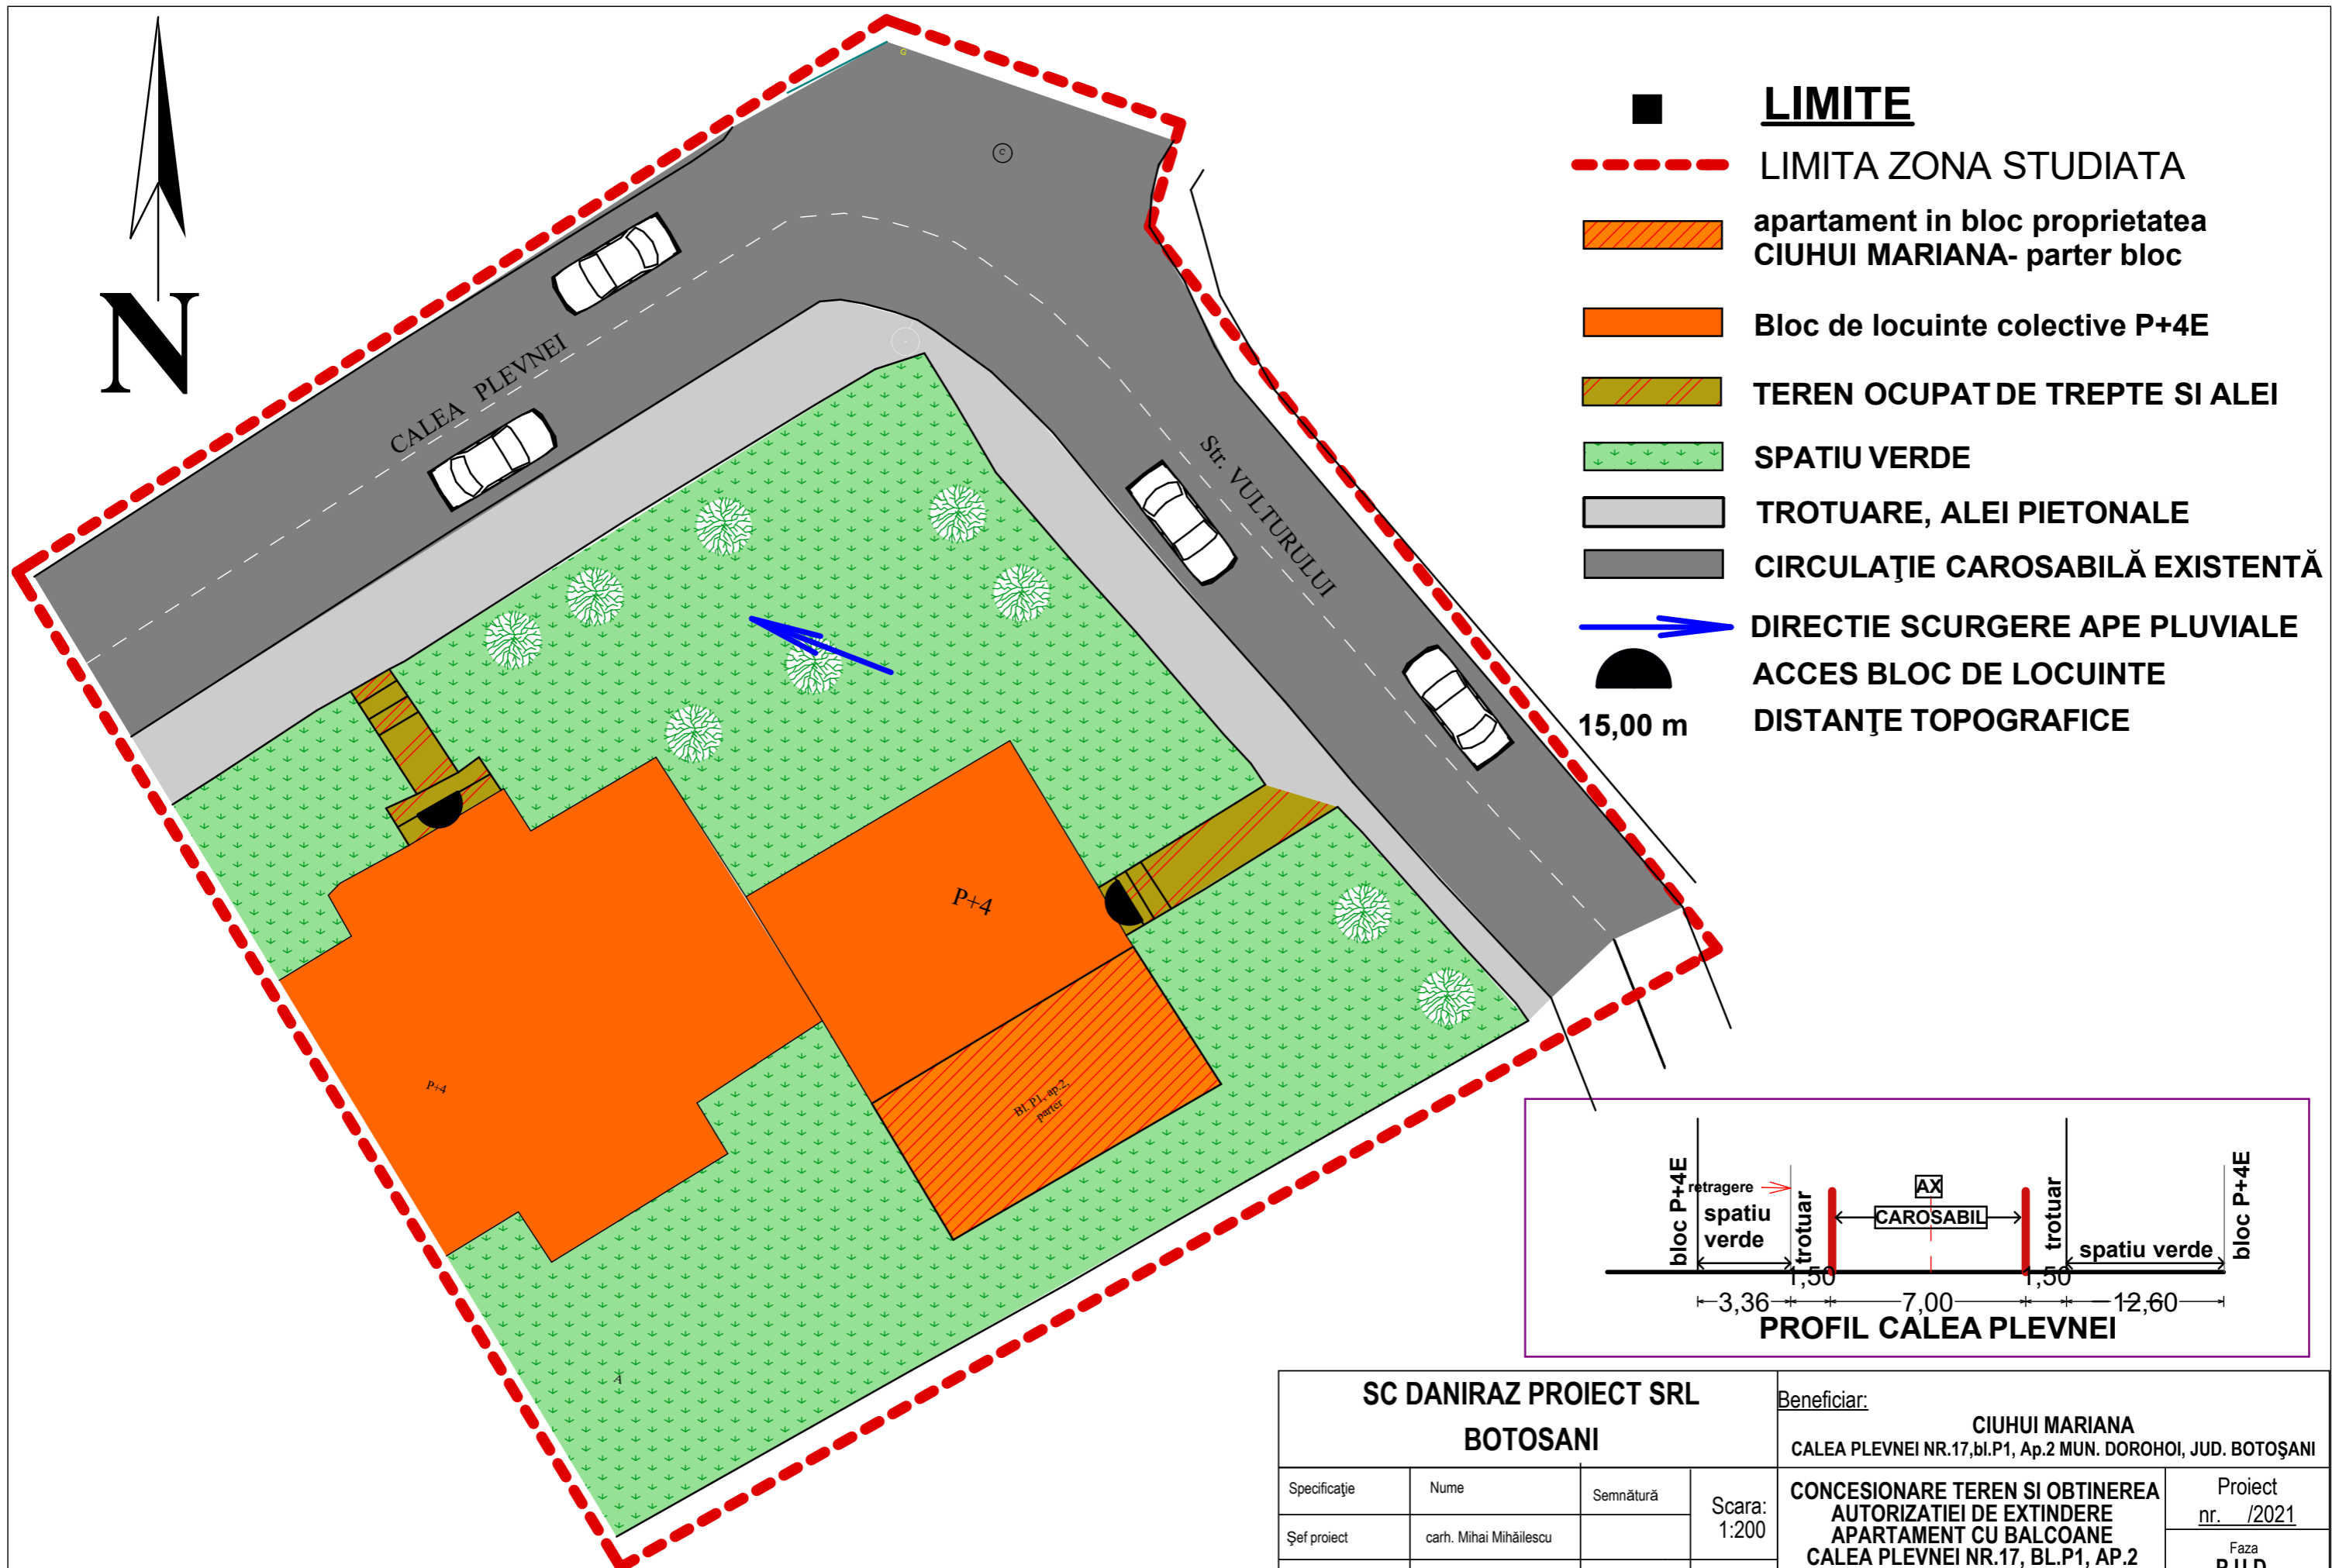 N
G
C
CALEA PLEVNEI
Str. VULTURULUI
P+4
P+4
Bl. P1, ap.2,
parter
A
LIMITE
LIMITA ZONA STUDIATA
apartament in bloc proprietatea
CIUHUI MARIANA- parter bloc
Bloc de locuinte colective P+4E
TEREN OCUPAT DE TREPTE SI ALEI
SPATIU VERDE
TROTUARE, ALEI PIETONALE
CIRCULAŢIE CAROSABILĂ EXISTENTĂ
DIRECTIE SCURGERE APE PLUVIALE
ACCES BLOC DE LOCUINTE
15,00 m DISTANŢE TOPOGRAFICE
bloc P+4E
retragere
spatiu
verde
trotuar
AX
CAROSABIL
trotuar
spatiu verde
bloc P+4E
1,50 1,50
3,36 7,00 12,60
PROFIL CALEA PLEVNEI
SC DANIRAZ PROIECT SRL
BOTOSANI
Beneficiar:
CIUHUI MARIANA
CALEA PLEVNEI NR.17,bl.P1, Ap.2 MUN. DOROHOI, JUD. BOTOŞANI
Specificaţie Nume Semnătură
Scara:
1:200
Şef proiect carh. Mihai Mihăilescu
CONCESIONARE TEREN SI OBTINEREA
AUTORIZATIEI DE EXTINDERE
APARTAMENT CU BALCOANE
CALEA PLEVNEI NR.17, BL.P1, AP.2
Proiect
nr. /2021
Faza
P.U.D.